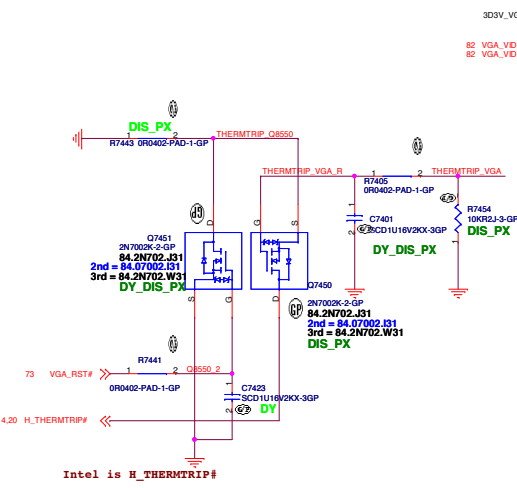 3D3V_VG
82 VGA_VID
82 VGA_VID
DIS_PX
1 2
R7443 0R0402-PAD-1-GP
THERMTRIP_Q8550
THERMTRIP_VGA_R
1 2
THERMTRIP_VGA
R7405
0R0402-PAD-1-GP
R7454
10KR2J-3-GP
DIS_PX
C7401
SCD1U16V2KX-3GP
DY_DIS_PX
Q7451
2N7002K-2-GP
84.2N702.J31
2nd = 84.07002.I31
3rd = 84.2N702.W31
DY_DIS_PX
D
G
S
S
G
D
Q7450
2N7002K-2-GP
84.2N702.J31
2nd = 84.07002.I31
3rd = 84.2N702.W31
DIS_PX
R7441
73 VGA_RST#
1 2
Q8550_2
0R0402-PAD-1-GP
C7423
SCD1U16V2KX-3GP
DY
4,20 H_THERMTRIP#
Intel is H_THERMTRIP#